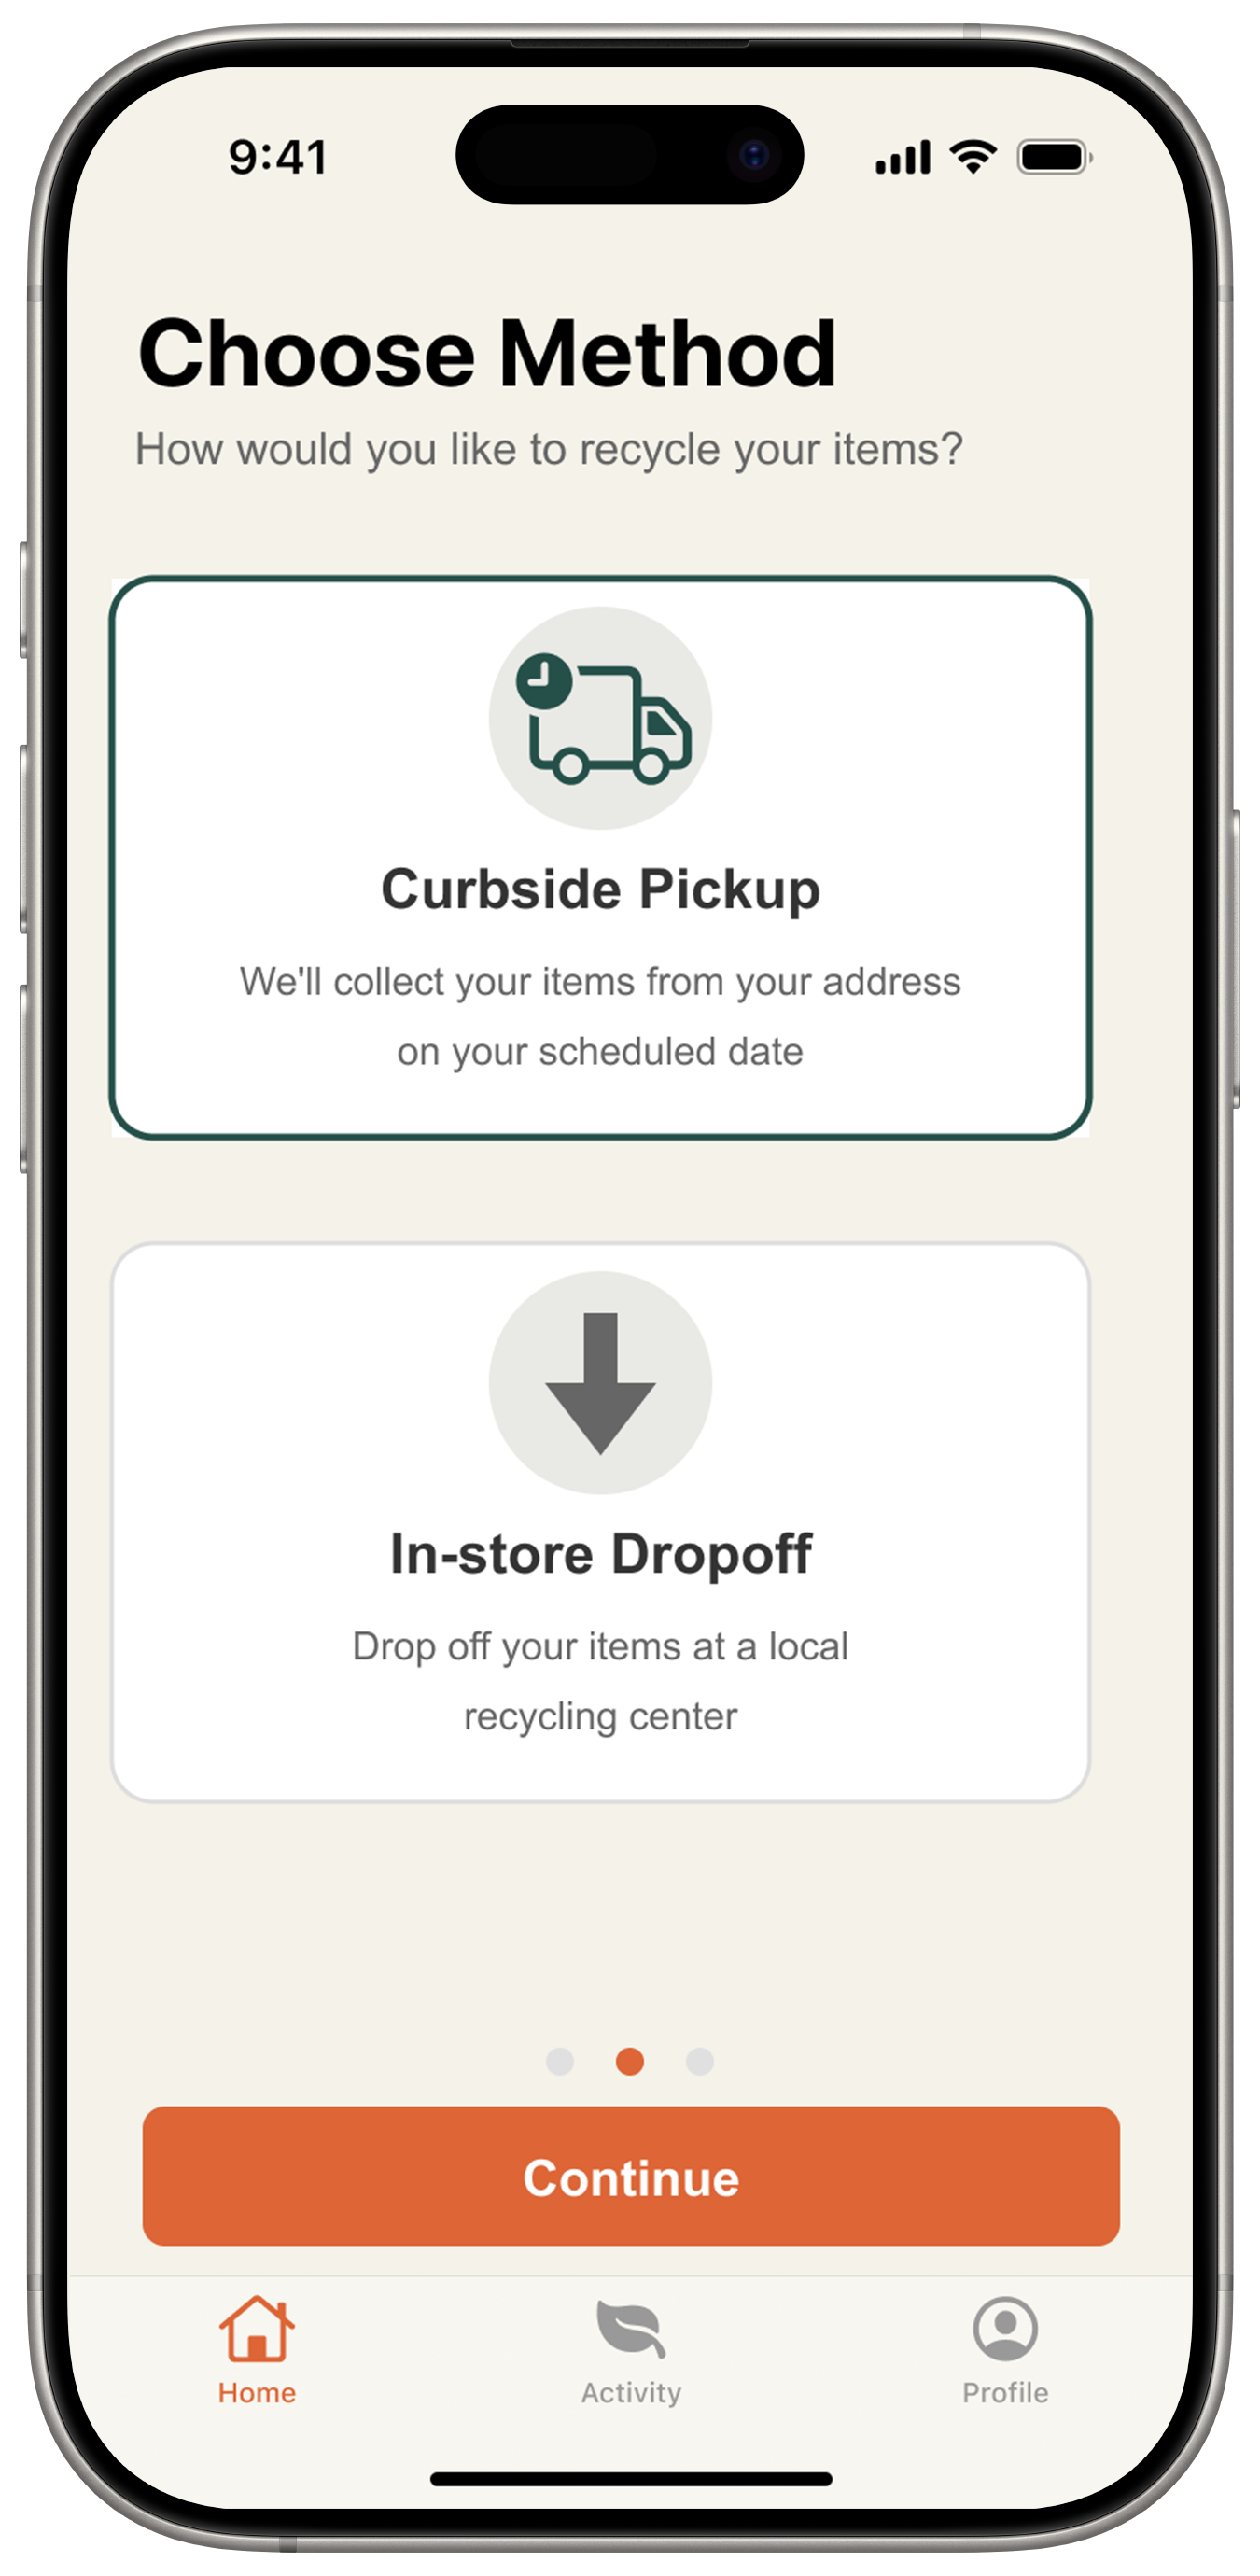 9:41
Choose Method
How would you like to recycle your items?
Curbside Pickup
We'll collect your items from your address
on your scheduled date
In-store Dropoff
Drop off your items at a local
recycling center
Continue
Home
Activity
Profile